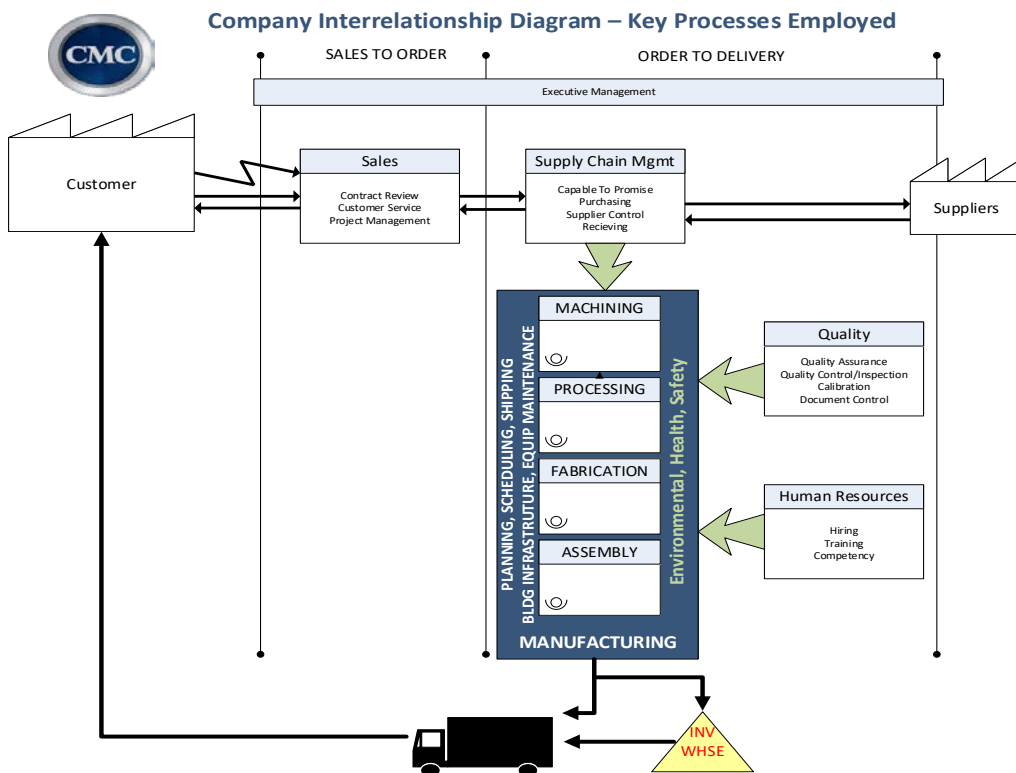 Company Interrelationship Diagram – Key Processes Employed
CMC
SALES TO ORDER
ORDER TO DELIVERY
Executive Management
Customer
Sales
Contract Review
Customer Service
Project Management
Supply Chain Mgmt
Capable To Promise
Purchasing
Supplier Control
Recieving
Suppliers
PLANNING, SCHEDULING, SHIPPING
BLDG INFRASTRUTURE, EQUIP MAINTENANCE
MACHINING
PROCESSING
FABRICATION
ASSEMBLY
Environmental, Health, Safety
MANUFACTURING
Quality
Quality Assurance
Quality Control/Inspection
Calibration
Document Control
Human Resources
Hiring
Training
Competency
INV
WHSE